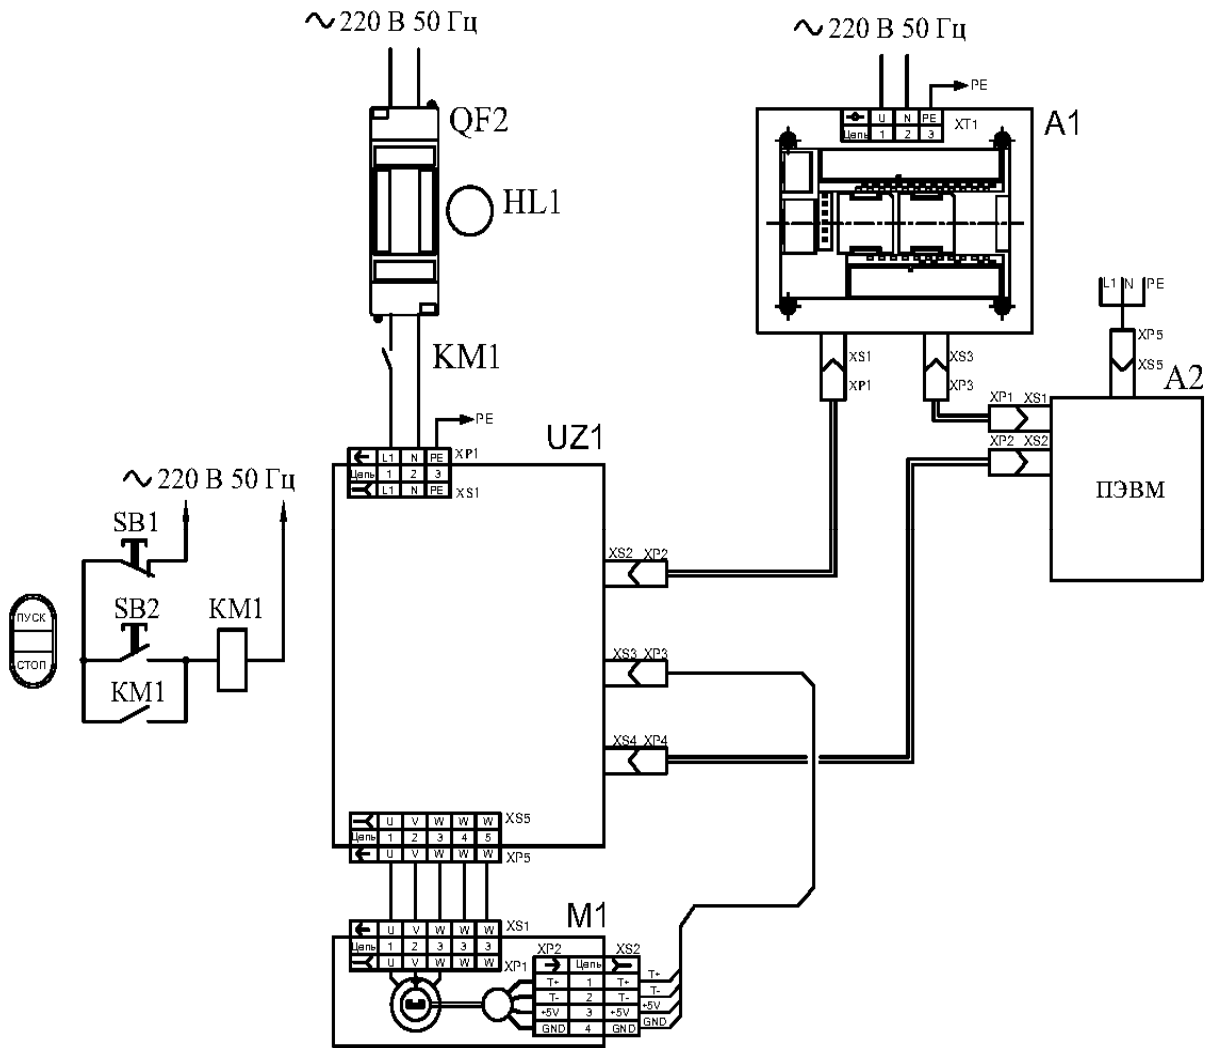 ~ 220 В 50 Гц
~ 220 В 50 Гц
PE
QF2
U N PE
XT1
Цепь 1 2 3
A1
HL1
L1 N PE
XP5
XS5
KM1
XS1
XP1
XS3
XP3
A2
XP1 XS1
XP2 XS2
ПЭВМ
PE
UZ1
L1 N PE
XP1
Цепь 1 2 3
L1 N PE
XS1
~ 220 В 50 Гц
SB1
XS2 XP2
SB2
KM1
ПУСК
СТОП
KM1
XS3 XP3
XS4 XP4
U V W W W
XS5
Цепь 1 2 3 4 5
U V W W W
XP5
M1
U V W W W
XS1
Цепь 1 2 3 3 3
U V W W W
XP1
XP2 XS2
Цепь
T+ 1 T+ T+
T- 2 T- T-
+5V 3 +5V +5V
GND 4 GND GND